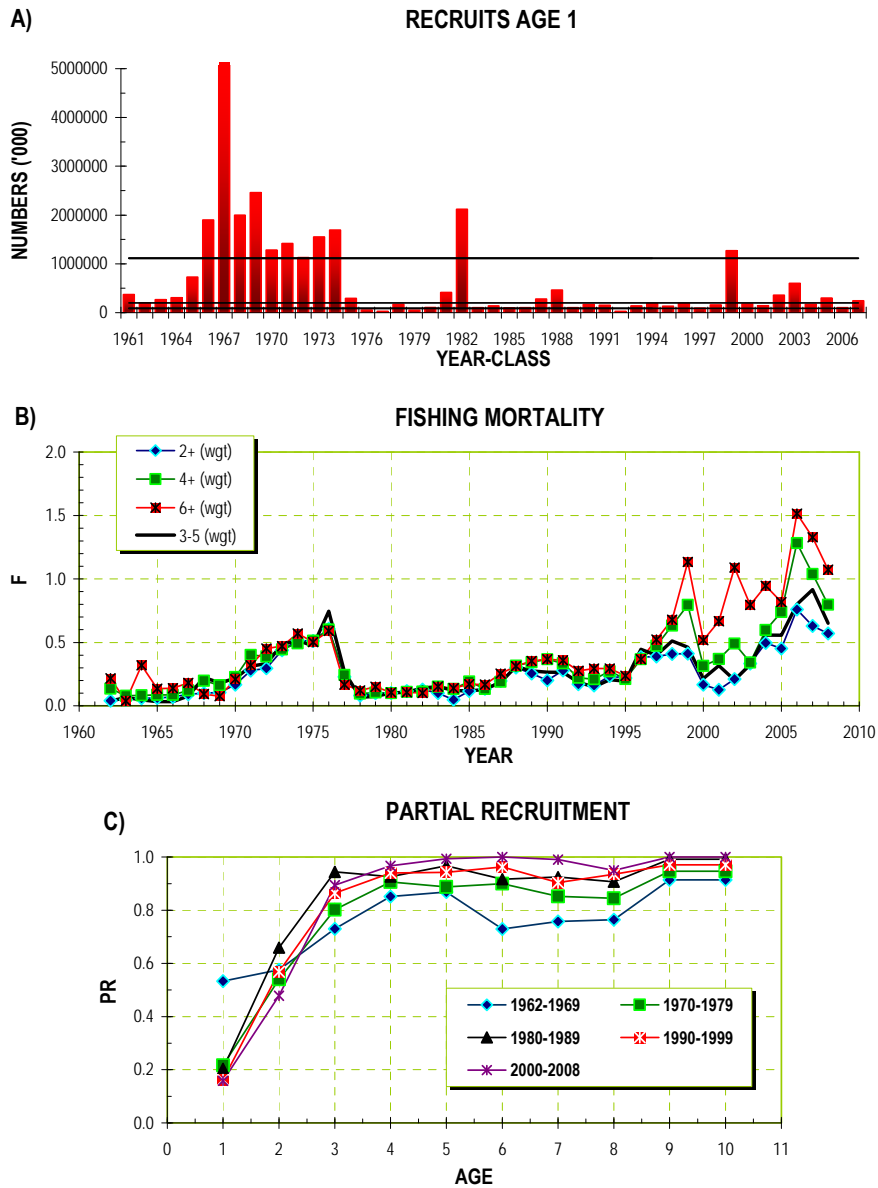 A)
RECRUITS AGE 1
NUMBERS ('000)
5000000
4000000
3000000
2000000
1000000
0
1961 1964 1967 1970 1973 1976 1979 1982 1985 1988 1991 1994 1997 2000 2003 2006
YEAR-CLASS
B)
FISHING MORTALITY
2+ (wgt)
4+ (wgt)
6+ (wgt)
3-5 (wgt)
F
2.0
1.5
1.0
0.5
0.0
1960 1965 1970 1975 1980 1985 1990 1995 2000 2005 2010
YEAR
C)
PARTIAL RECRUITMENT
PR
1.0
0.8
0.6
0.4
0.2
0.0
1962-1969 1970-1979
1980-1989 1990-1999
2000-2008
0 1 2 3 4 5 6 7 8 9 10 11
AGE